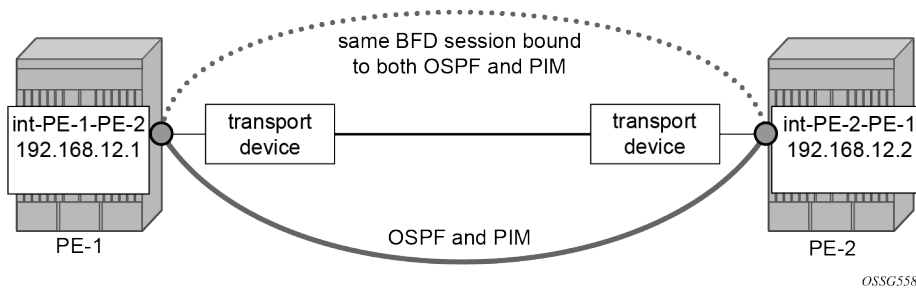 same BFD session bound
to both OSPF and PIM
int-PE-1-PE-2
192.168.12.1
transport
device
transport
device
int-PE-2-PE-1
192.168.12.2
OSPF and PIM
PE-1
PE-2
OSSG558